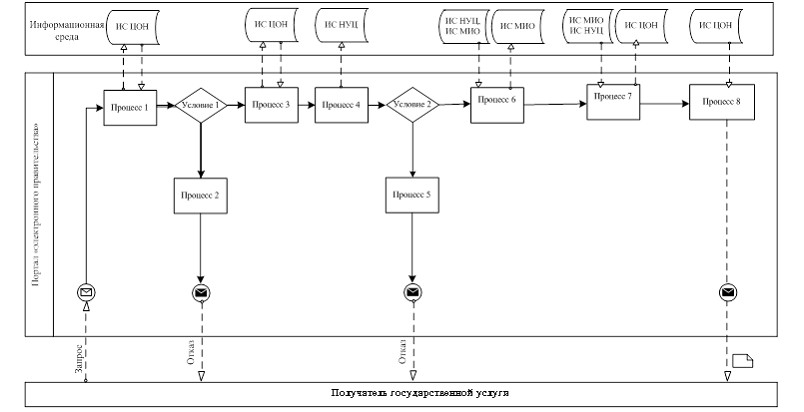 Информационная
среда
ИС ЦОН
ИС ЦОН
ИС НУЦ
ИС НУЦ,
ИС МИО
ИС МИО
ИС МИО
ИС НУЦ
ИС ЦОН
ИС ЦОН
Портал «электронного правительства»
Процесс 1
Условие 1
Процесс 3
Процесс 4
Условие 2
Процесс 6
Процесс 7
Процесс 8
Процесс 2
Процесс 5
Запрос
Отказ
Отказ
Получатель государственной услуги